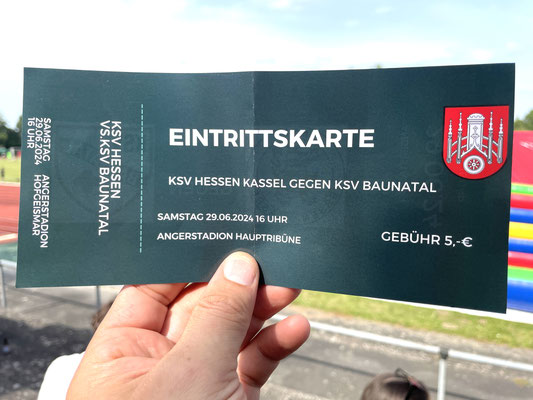 KSV HESSEN
VS.KSV BAUNATAL
SAMSTAG
29.06.2024
16 UHR
ANGERSTADION
HOFGEISMAR
EINTRITTSKARTE
KSV HESSEN KASSEL GEGEN KSV BAUNATAL
SAMSTAG 29.06.2024 16 UHR
ANGERSTADION HAUPTRIBÜNE
GEBÜHR 5,-€